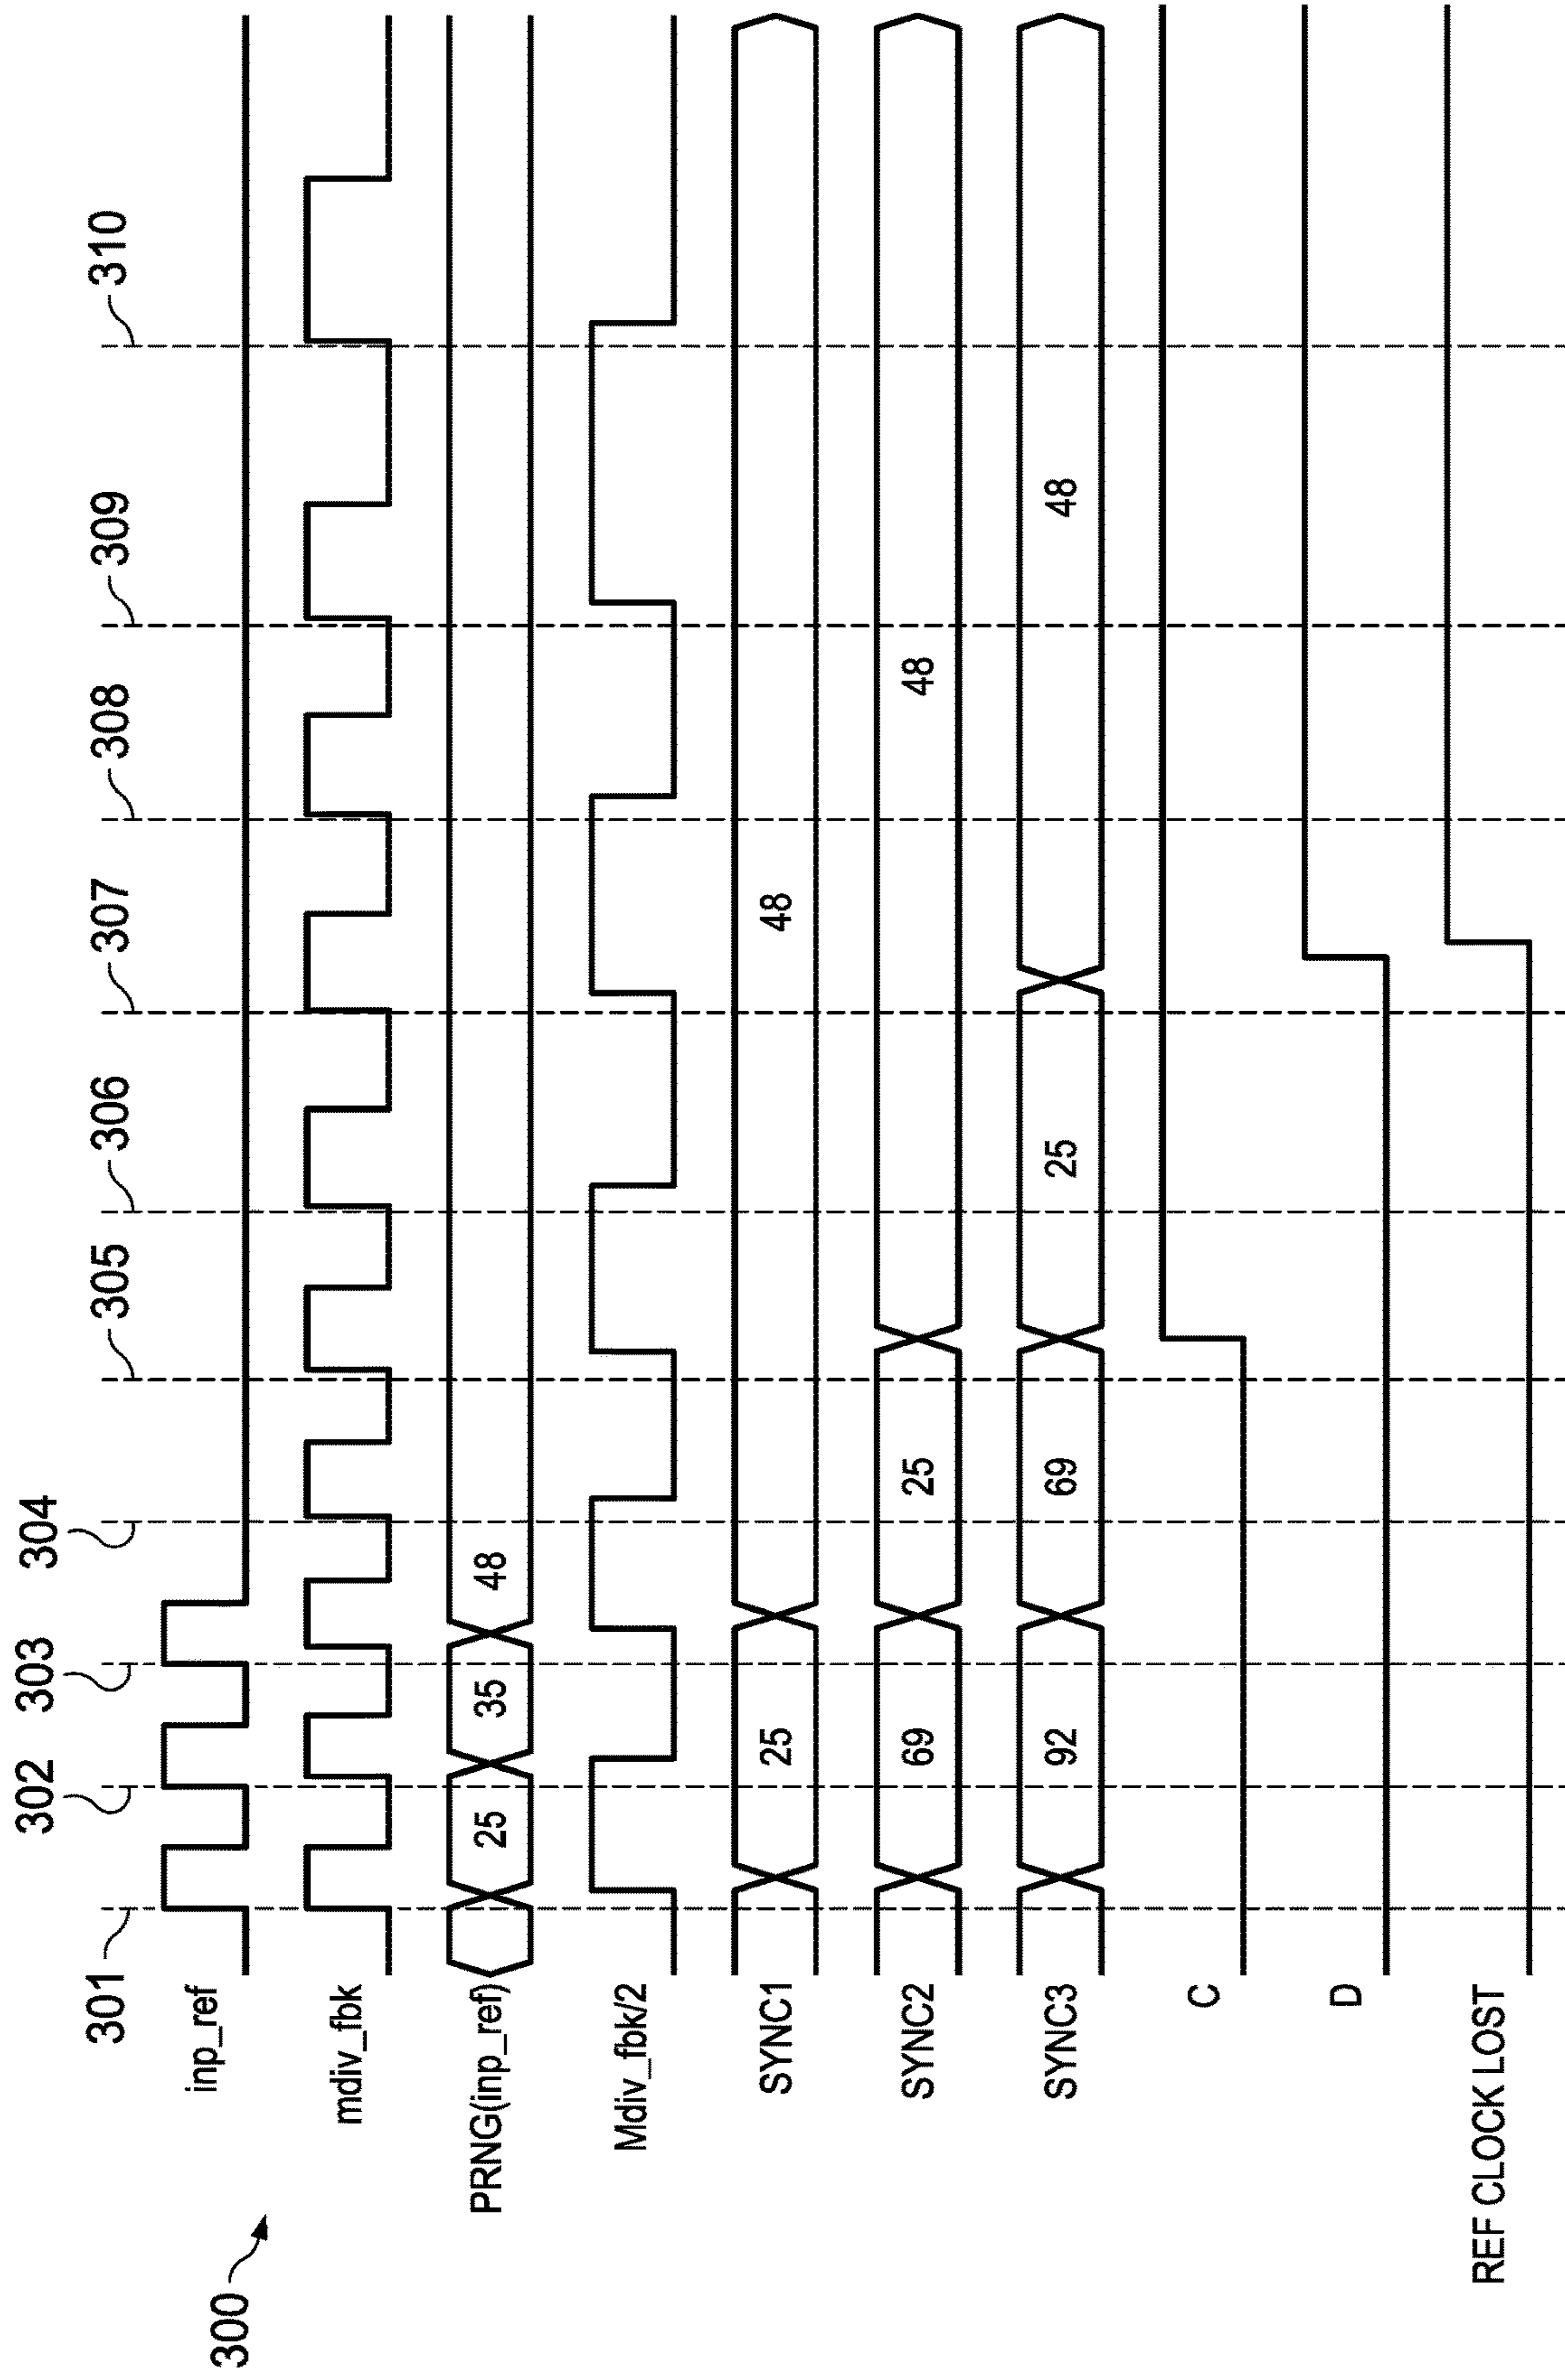 300
301
302
303
304
305
306
307
308
309
310
inp_ref
mdiv_fbk
PRNG(inp_ref)
25
35
48
Mdiv_fbk/2
SYNC1
25
48
SYNC2
69
25
48
SYNC3
92
69
25
48
C
D
REF CLOCK LOST